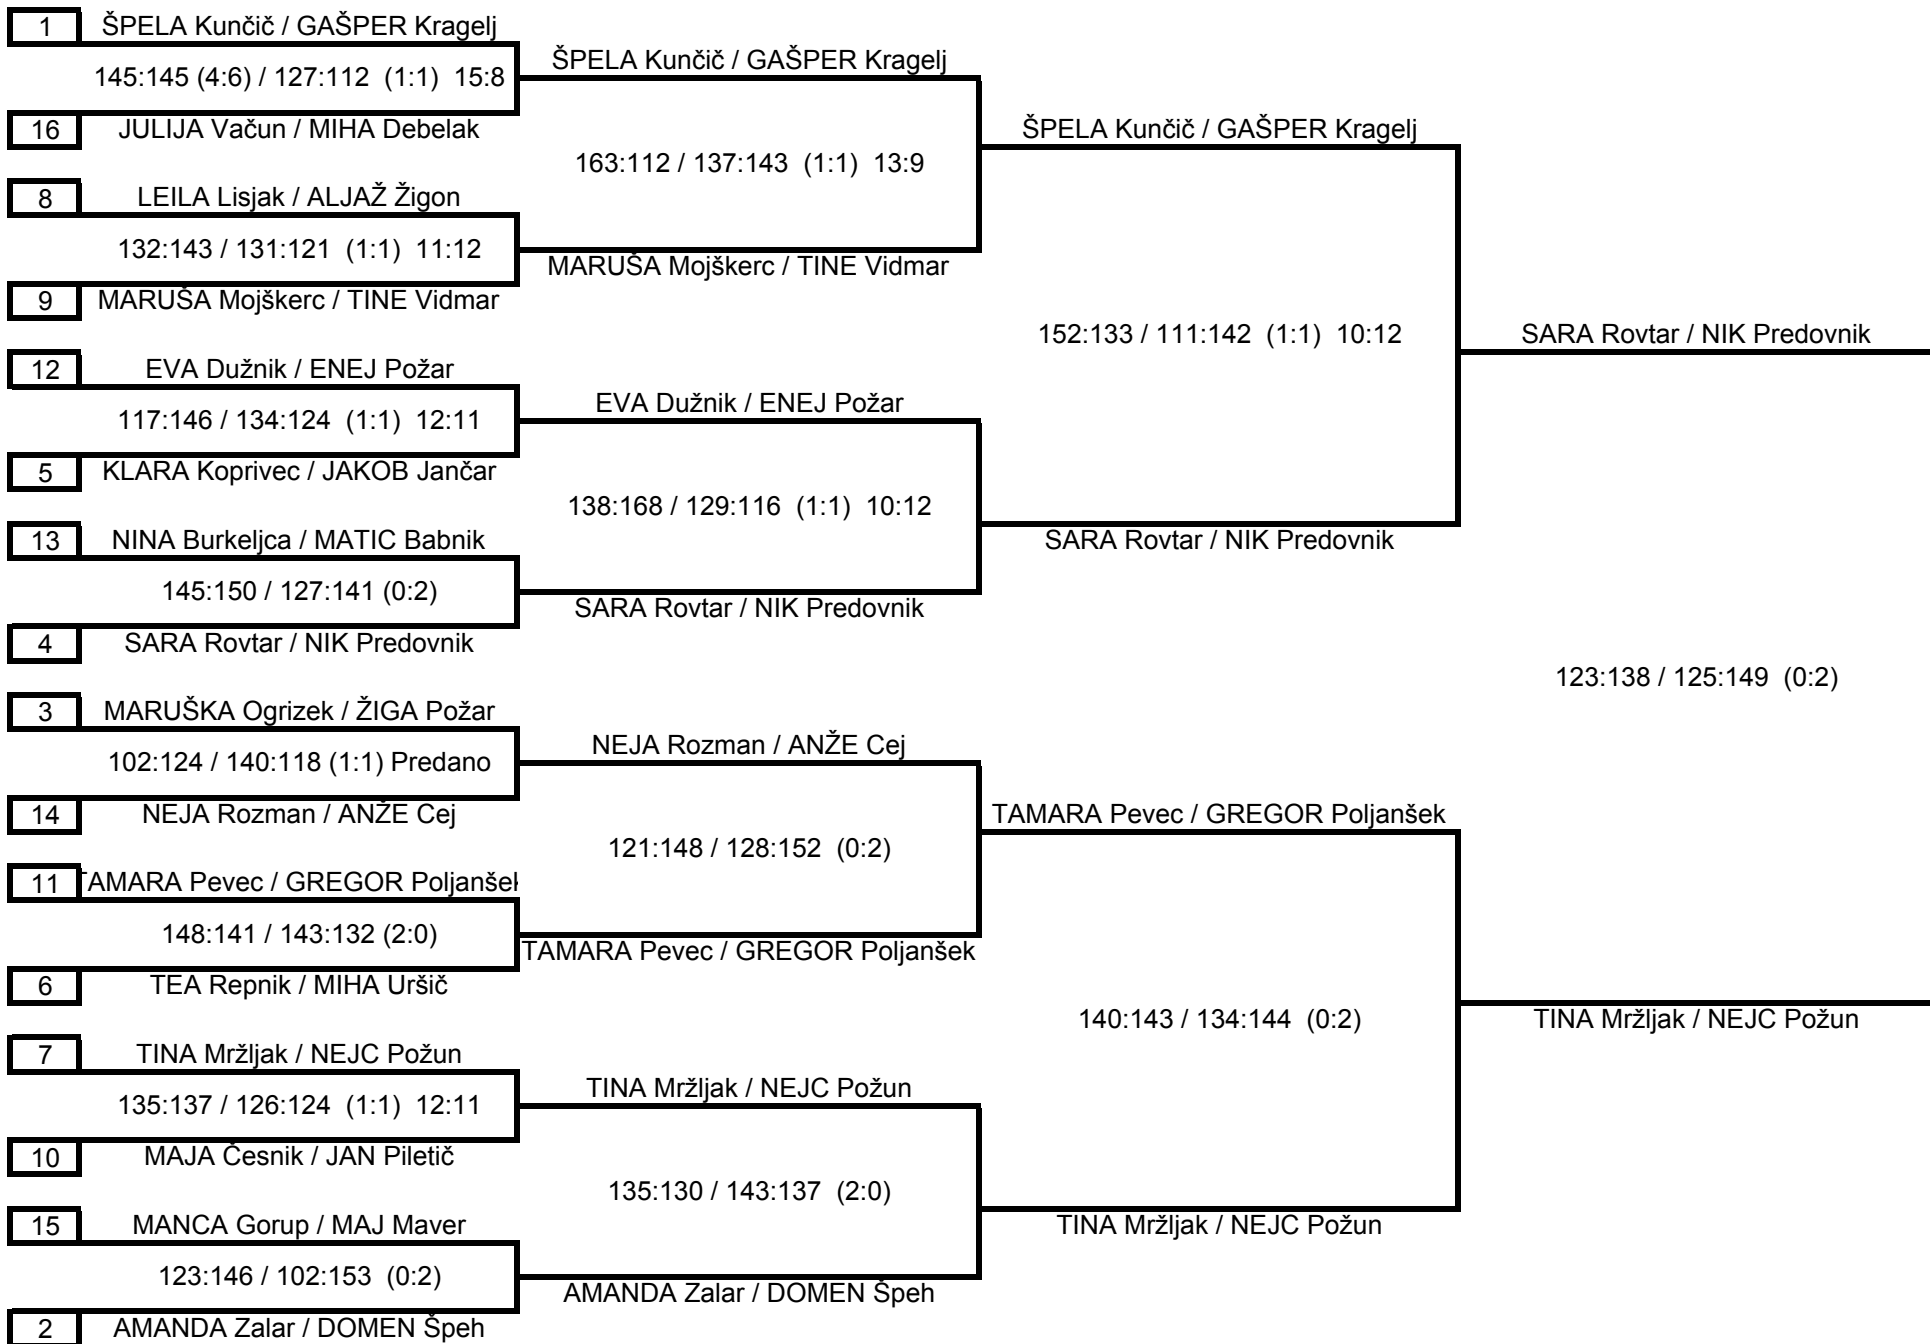 1 ŠPELA Kunčič / GAŠPER Kragelj
145:145 (4:6) / 127:112 (1:1) 15:8
16 JULIJA Vačun / MIHA Debelak
8 LEILA Lisjak / ALJAŽ Žigon
132:143 / 131:121 (1:1) 11:12
9 MARUŠA Mojškerc / TINE Vidmar
12 EVA Dužnik / ENEJ Požar
117:146 / 134:124 (1:1) 12:11
5 KLARA Koprivec / JAKOB Jančar
13 NINA Burkeljca / MATIC Babnik
145:150 / 127:141 (0:2)
4 SARA Rovtar / NIK Predovnik
3 MARUŠKA Ogrizek / ŽIGA Požar
102:124 / 140:118 (1:1) Predano
14 NEJA Rozman / ANŽE Cej
11 TAMARA Pevec / GREGOR Poljanšek
148:141 / 143:132 (2:0)
6 TEA Repnik / MIHA Uršič
7 TINA Mržljak / NEJC Požun
135:137 / 126:124 (1:1) 12:11
10 MAJA Česnik / JAN Piletič
15 MANCA Gorup / MAJ Maver
123:146 / 102:153 (0:2)
2 AMANDA Zalar / DOMEN Špeh
ŠPELA Kunčič / GAŠPER Kragelj
163:112 / 137:143 (1:1) 13:9
MARUŠA Mojškerc / TINE Vidmar
EVA Dužnik / ENEJ Požar
138:168 / 129:116 (1:1) 10:12
SARA Rovtar / NIK Predovnik
NEJA Rozman / ANŽE Cej
121:148 / 128:152 (0:2)
TAMARA Pevec / GREGOR Poljanšek
TINA Mržljak / NEJC Požun
135:130 / 143:137 (2:0)
AMANDA Zalar / DOMEN Špeh
ŠPELA Kunčič / GAŠPER Kragelj
152:133 / 111:142 (1:1) 10:12
SARA Rovtar / NIK Predovnik
TAMARA Pevec / GREGOR Poljanšek
140:143 / 134:144 (0:2)
TINA Mržljak / NEJC Požun
SARA Rovtar / NIK Predovnik
123:138 / 125:149 (0:2)
TINA Mržljak / NEJC Požun